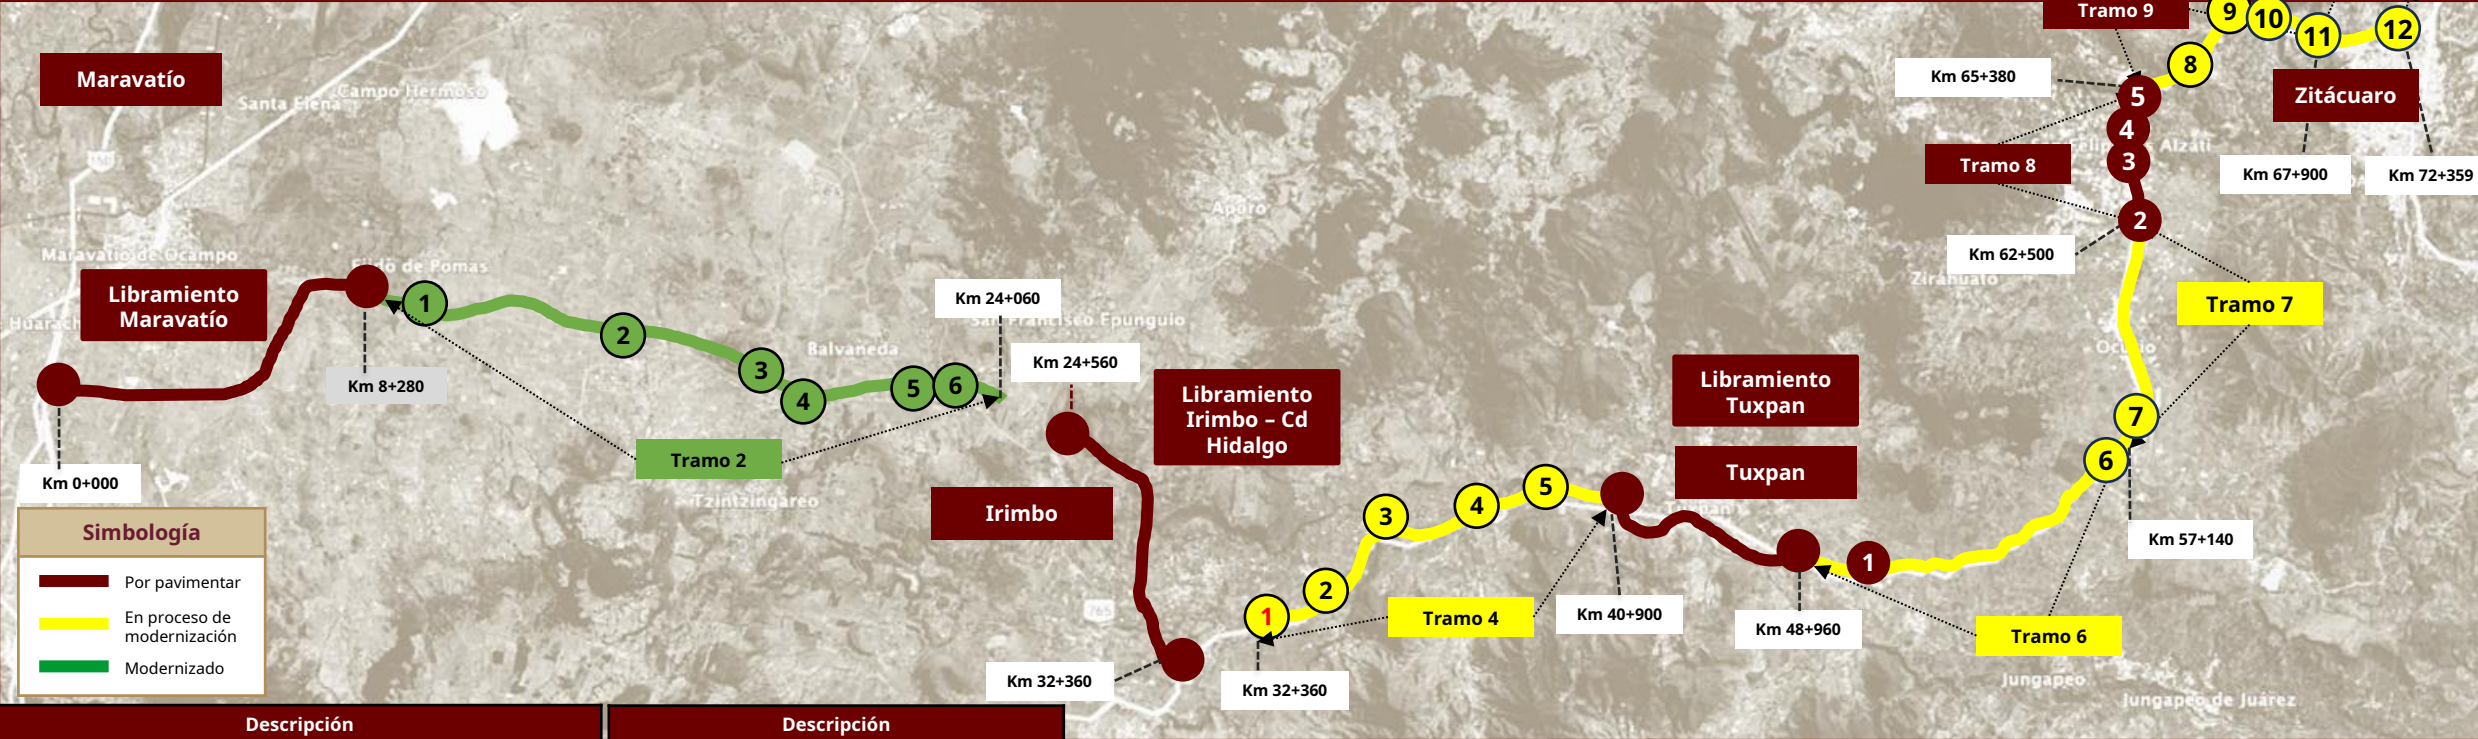 Maravatío
Santa Elena
Campo Hermoso
Maravatío de Ocampo
Libramiento
Maravatío
Km 0+000
Km 8+280
1
2
3
4
5
6
Balvaneda
Tramo 2
Tzintzingareo
Km 24+060
San Francisco Epunguio
Km 24+560
Aporo
Libramiento
Irimbo – Cd
Hidalgo
Irimbo
Km 32+360
Km 32+360
1
2
3
4
5
Tramo 4
Km 40+900
Libramiento
Tuxpan
Tuxpan
Km 48+960
1
Tramo 6
Km 57+140
6
7
Tramo 7
Ziráhuato
Km 62+500
2
3
4
5
Tramo 8
Km 65+380
Tramo 9
8
9
10
11
12
Zitácuaro
Km 67+900
Km 72+359
Jungapeo
Jungapeo de Juárez
Simbología
Por pavimentar
En proceso de
modernización
Modernizado
Descripción
Descripción